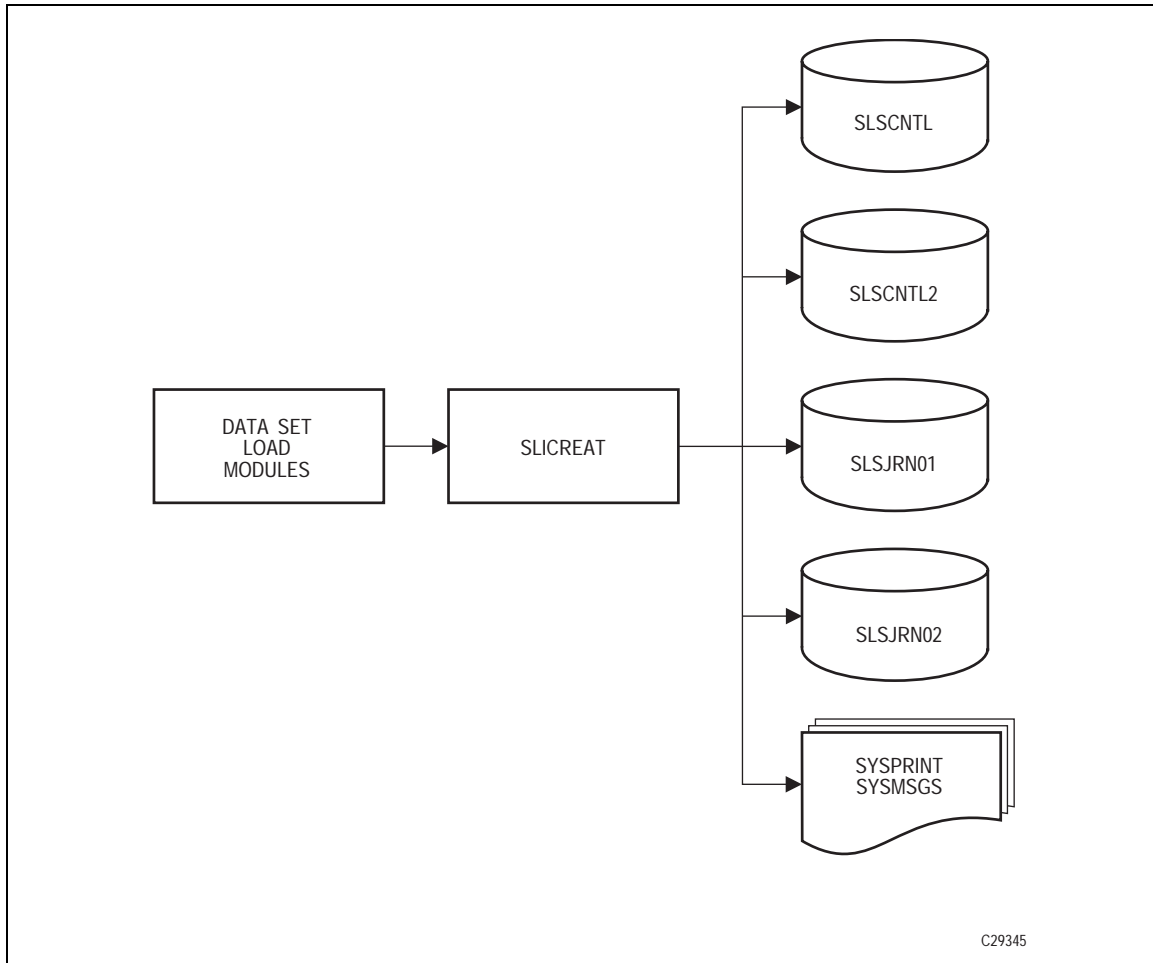 SLSCNTL
SLSCNTL2
DATA SET
LOAD
MODULES
SLICREAT
SLSJRN01
SLSJRN02
SYSPRINT
SYSMSGS
C29345